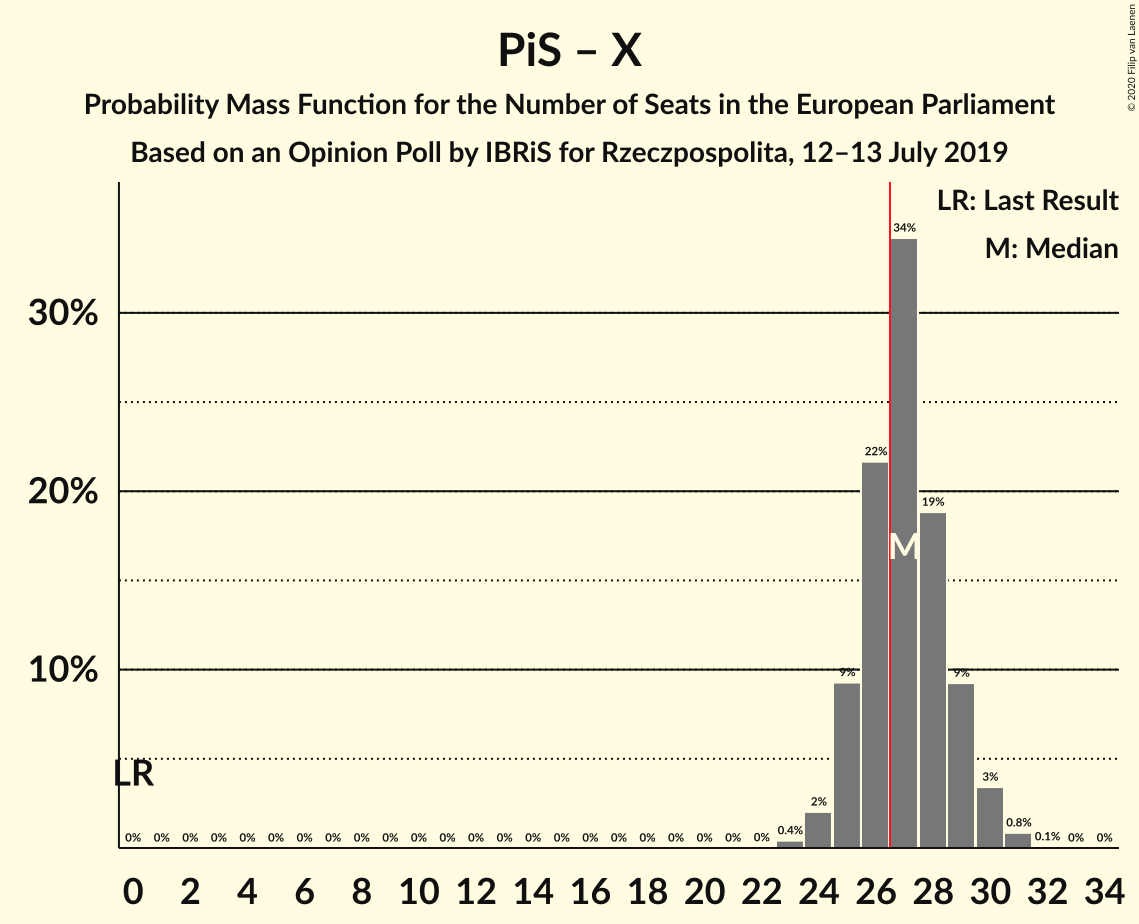 PiS – X
Probability Mass Function for the Number of Seats in the European Parliament
Based on an Opinion Poll by IBRiS for Rzeczpospolita, 12–13 July 2019
© 2020 Filip van Laenen
LR: Last Result
M: Median
34%
30%
22%
20%
19%
M
10%
9% 9%
LR
3%
2%
0.8%
0.4%
0% 0% 0% 0% 0% 0% 0% 0% 0% 0% 0% 0% 0% 0% 0% 0% 0% 0% 0% 0% 0% 0% 0% 0.1% 0% 0%
0 2 4 6 8 10 12 14 16 18 20 22 24 26 28 30 32 34